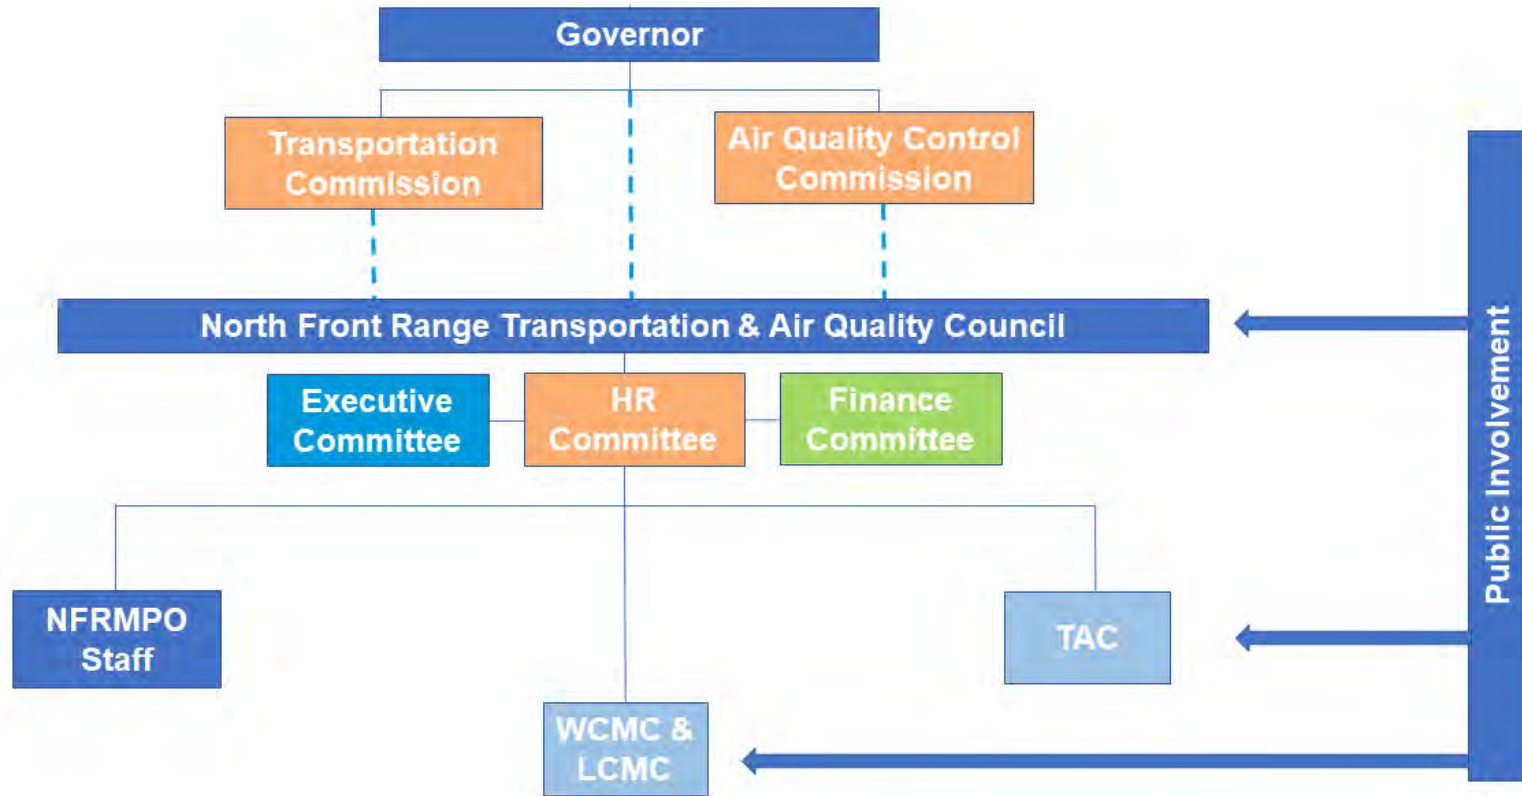 Governor
Transportation
Commission
Air Quality Control
Commission
North Front Range Transportation & Air Quality Council
Executive
Committee
HR
Committee
Finance
Committee
NFRMPO
Staff
TAC
WCMC &
LCMC
Public Involvement